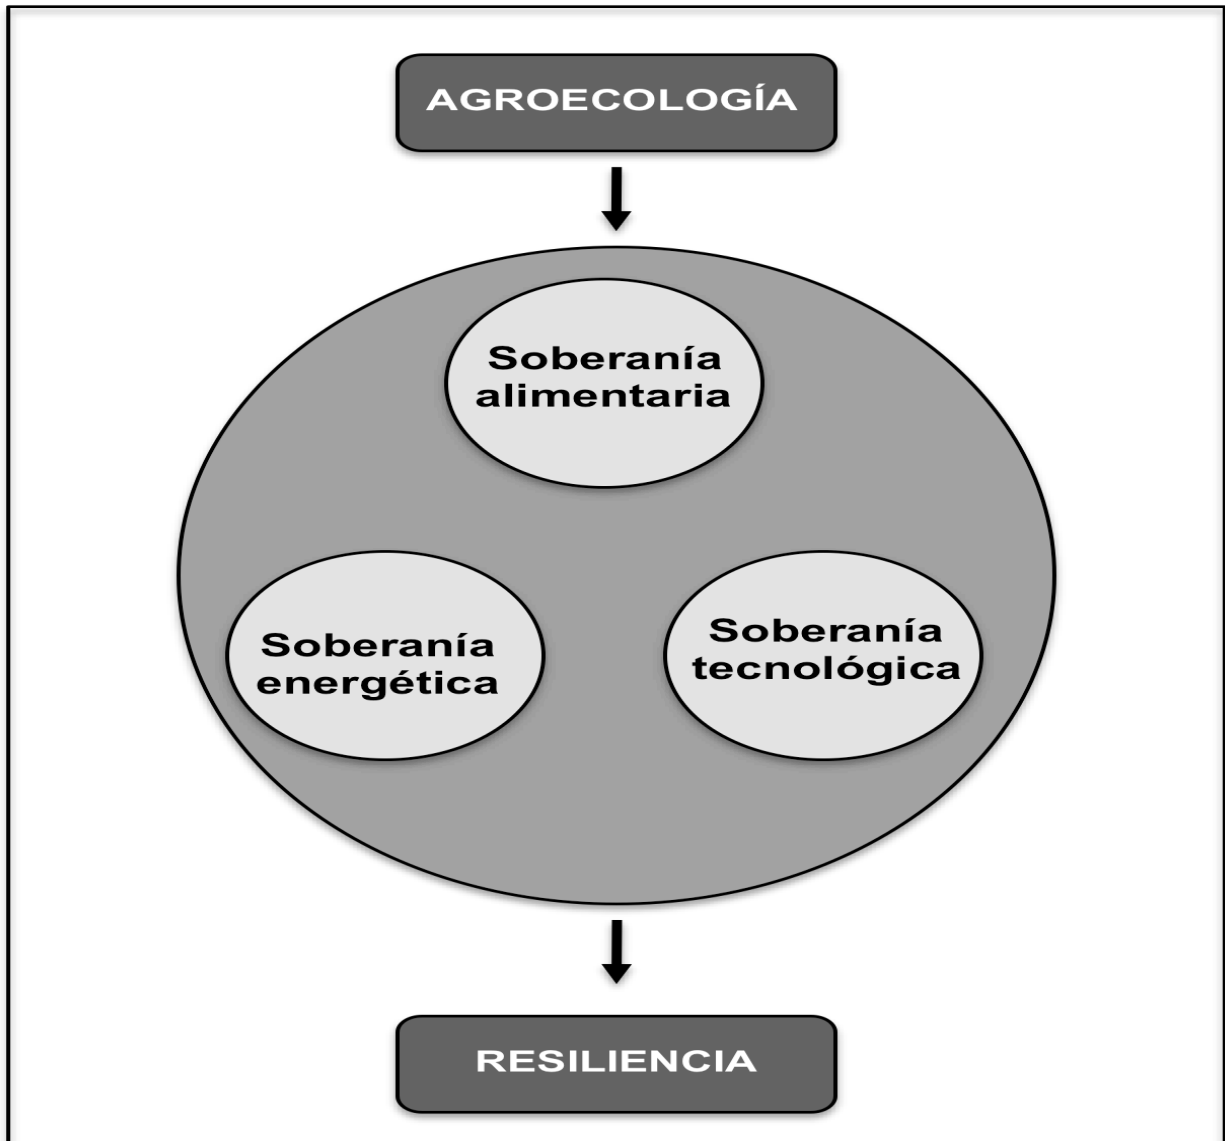 AGROECOLOGÍA
Soberanía
alimentaria
Soberanía
energética
Soberanía
tecnológica
RESILIENCIA